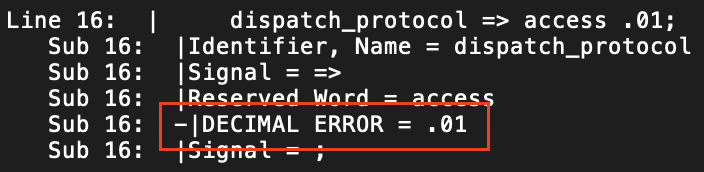 Line 16:  |     dispatch_protocol => access .01;
   Sub 16:  |Identifier, Name = dispatch_protocol
   Sub 16:  |Signal = =>
   Sub 16:  |Reserved Word = access
   Sub 16:  -|DECIMAL ERROR = .01
   Sub 16:  |Signal = ;